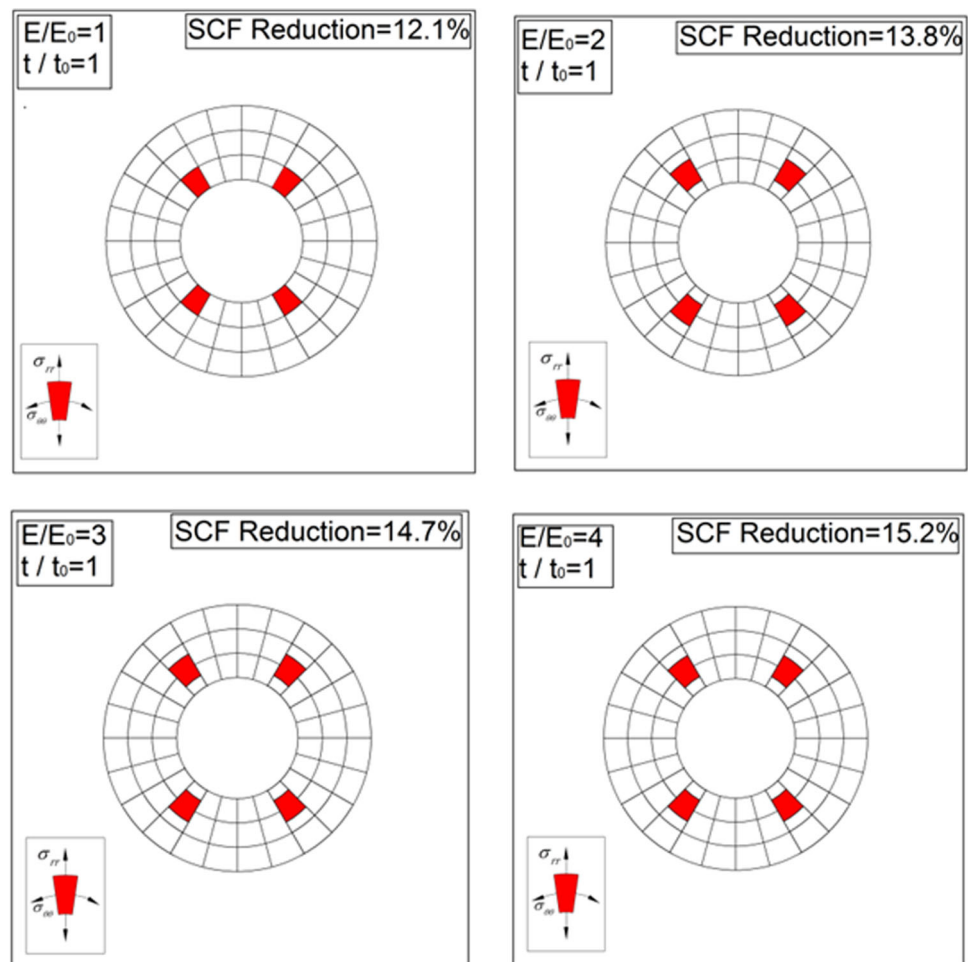 E/E₀=1
t / t₀=1
SCF Reduction=12.1%
σrr
σθθ
E/E₀=2
t / t₀=1
SCF Reduction=13.8%
σrr
σθθ
E/E₀=3
t / t₀=1
SCF Reduction=14.7%
σrr
σθθ
E/E₀=4
t / t₀=1
SCF Reduction=15.2%
σrr
σθθ